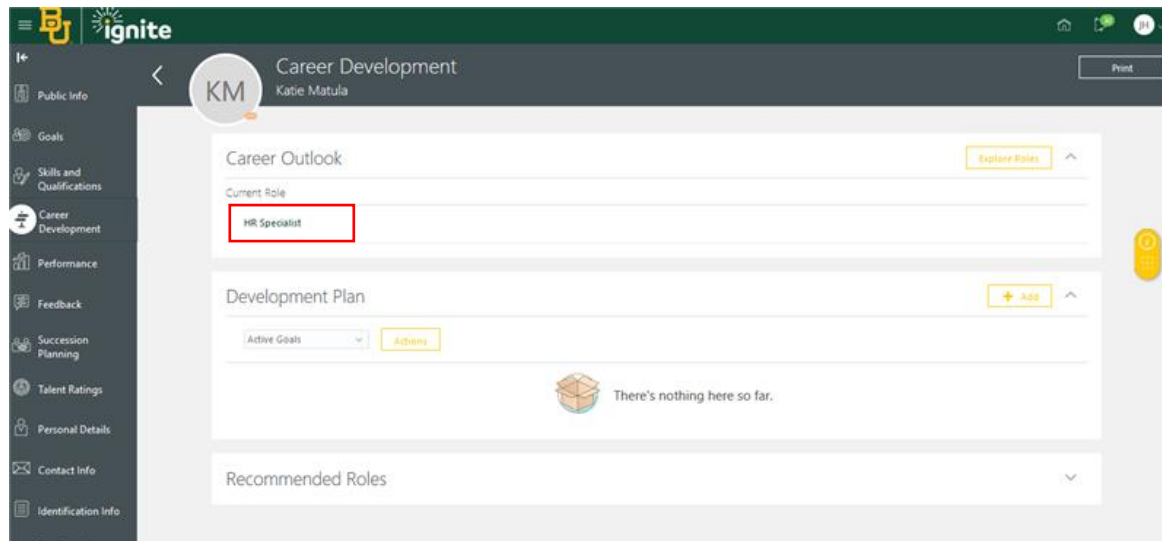 BU ignite
JH
Career Development
KM
Katie Matula
Print
Public Info
Goals
Skills and
Qualifications
Career
Development
Performance
Feedback
Succession
Planning
Talent Ratings
Personal Details
Contact Info
Identification Info
Career Outlook
Explore Roles
Current Role
HR Specialist
Development Plan
+ Add
Active Goals
Actions
There's nothing here so far.
Recommended Roles